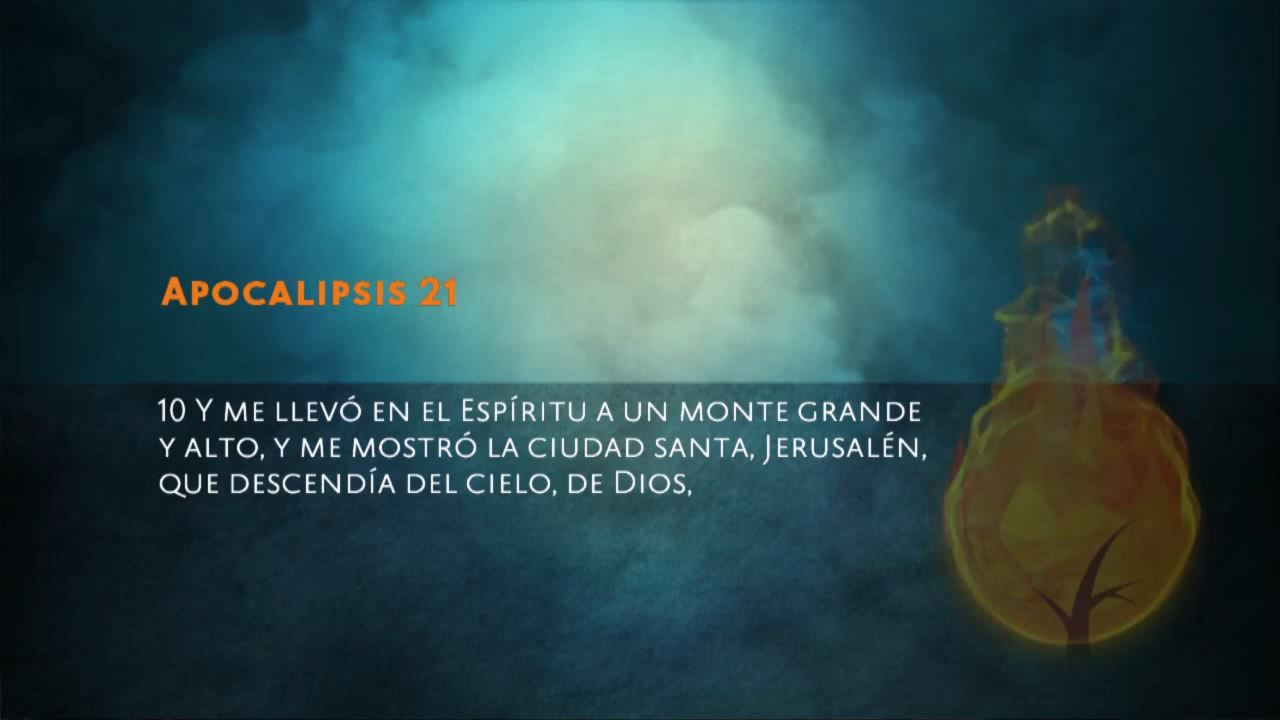 Apocalipsis 21
10 Y me llevó en el Espíritu a un monte grande
y alto, y me mostró la ciudad santa, Jerusalén,
que descendía del cielo, de Dios,